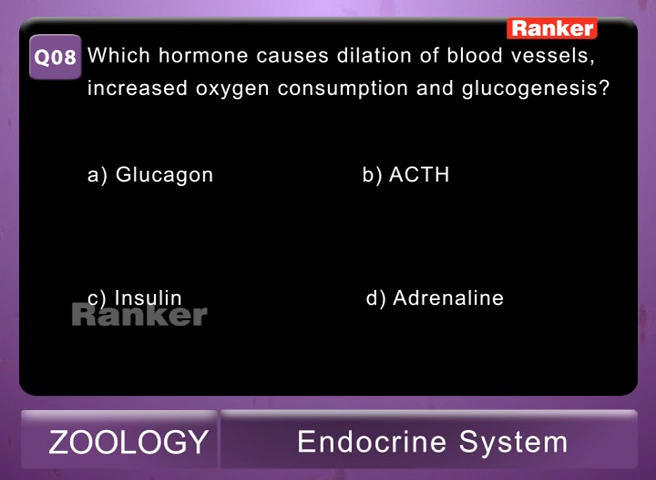 Ranker
Q08 Which hormone causes dilation of blood vessels,
increased oxygen consumption and glucogenesis?
a) Glucagon b) ACTH
c) Insulin d) Adrenaline
Ranker
ZOOLOGY Endocrine System